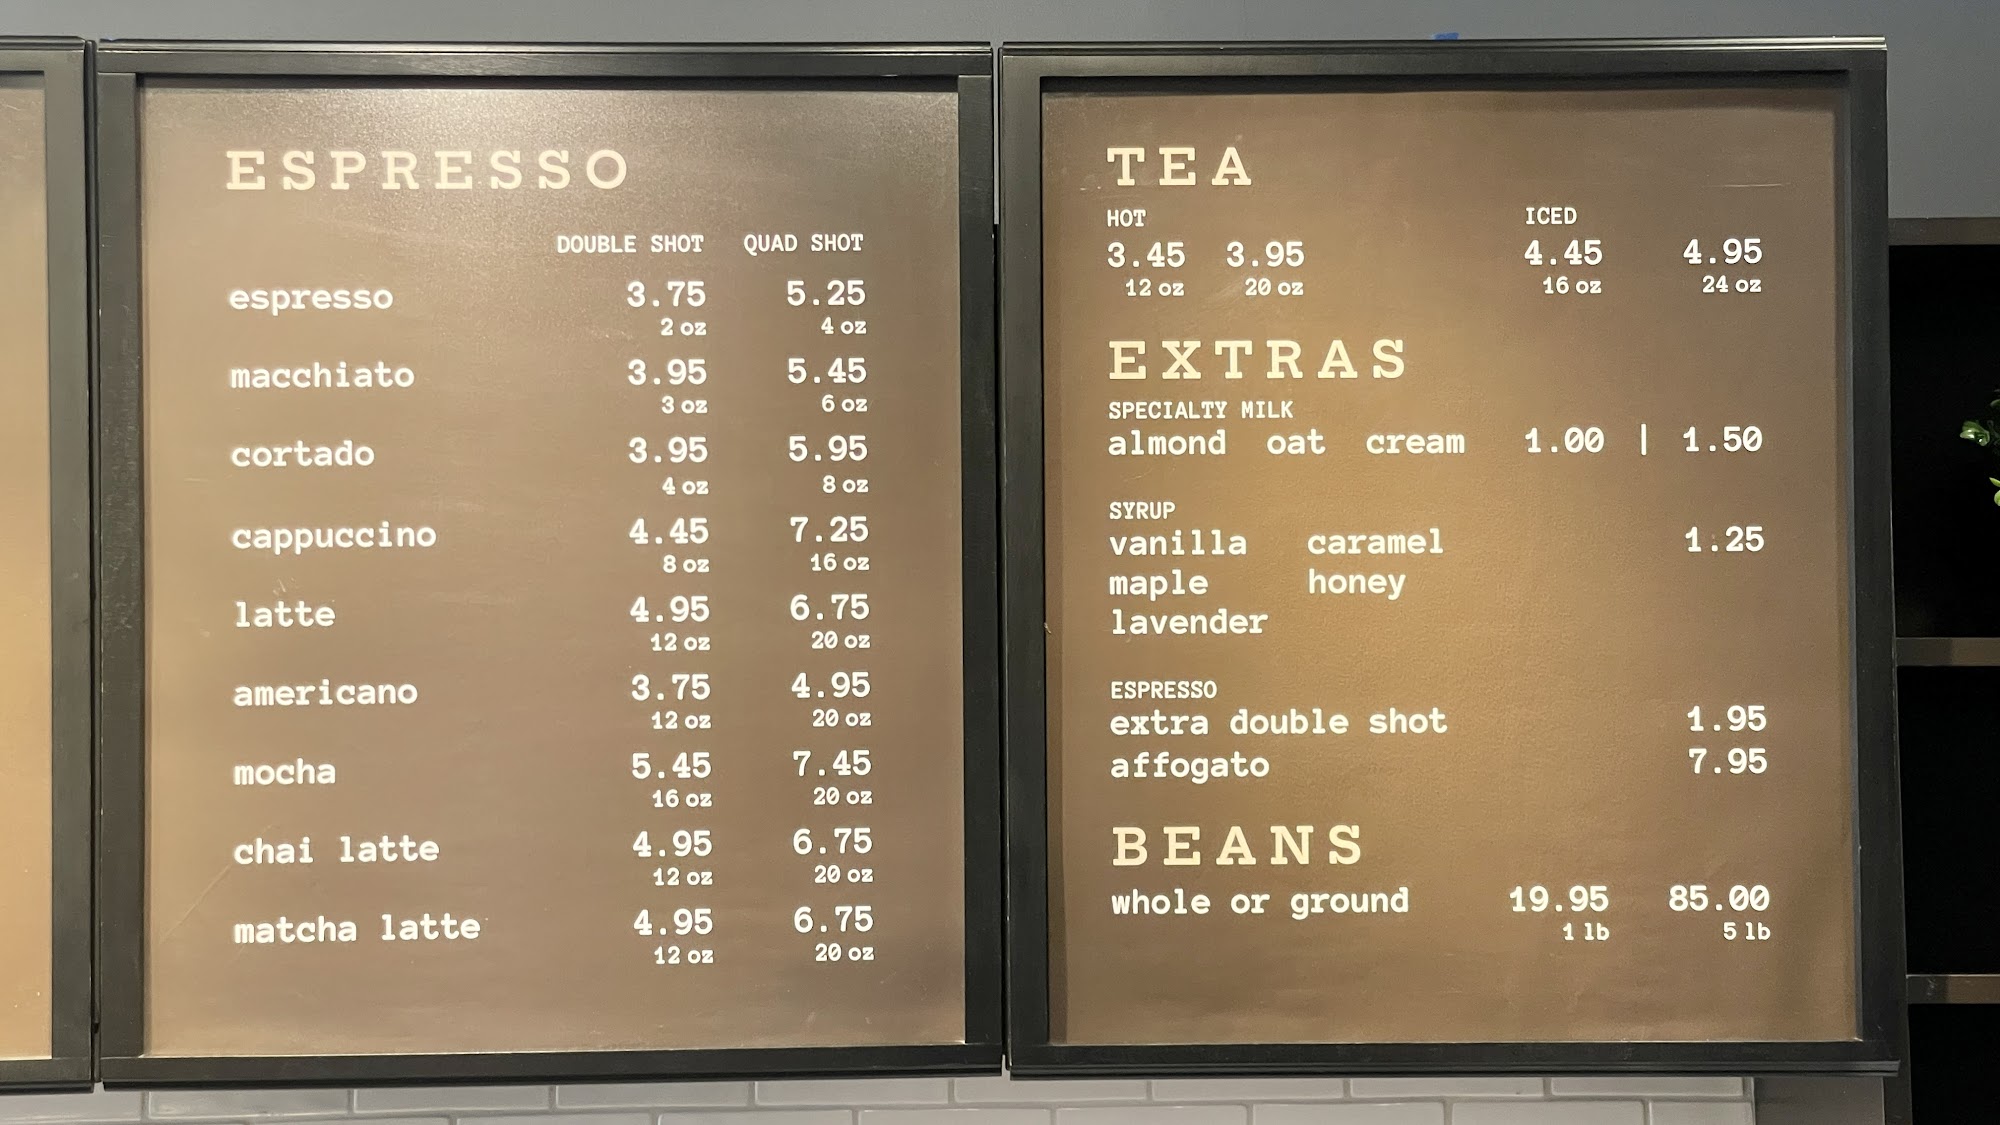 ESPRESSO
DOUBLE SHOT QUAD SHOT
espresso 3.75 5.25
2 oz 4 oz
macchiato 3.95 5.45
3 oz 6 oz
cortado 3.95 5.95
4 oz 8 oz
cappuccino 4.45 7.25
8 oz 16 oz
latte 4.95 6.75
12 oz 20 oz
americano 3.75 4.95
12 oz 20 oz
mocha 5.45 7.45
16 oz 20 oz
chai latte 4.95 6.75
12 oz 20 oz
matcha latte 4.95 6.75
12 oz 20 oz
TEA
HOT ICED
3.45 3.95 4.45 4.95
12 oz 20 oz 16 oz 24 oz
EXTRAS
SPECIALTY MILK
almond oat cream 1.00 | 1.50
SYRUP
vanilla caramel 1.25
maple honey
lavender
ESPRESSO
extra double shot 1.95
affogato 7.95
BEANS
whole or ground 19.95 85.00
1 lb 5 lb